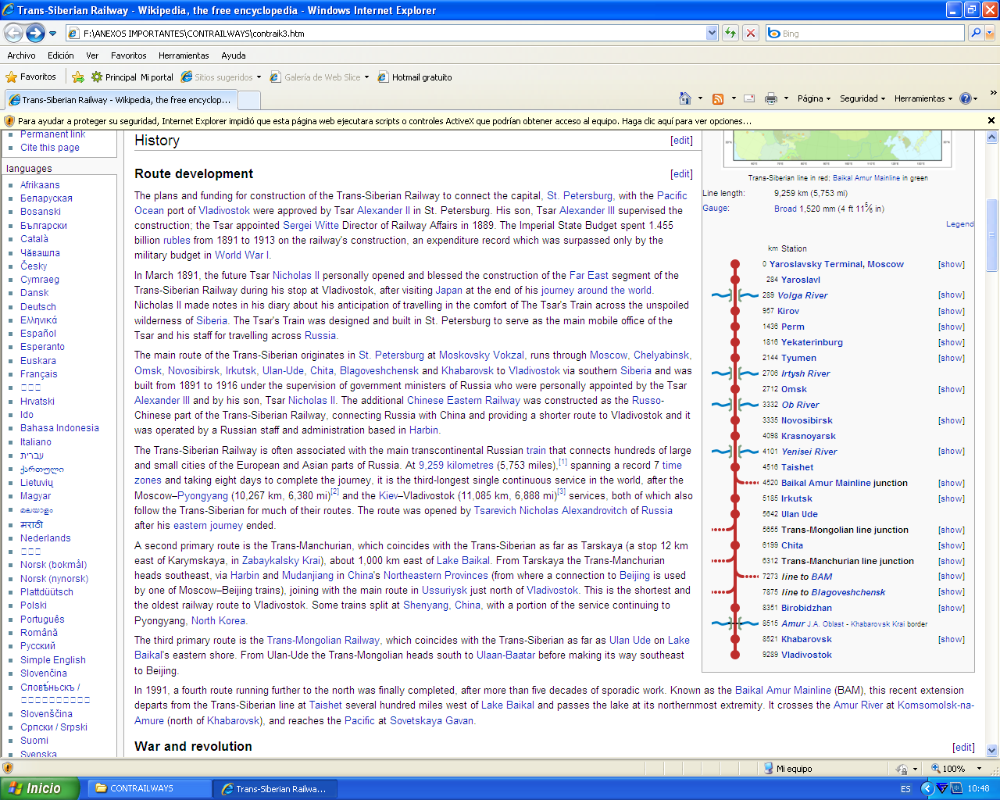 Trans-Siberian Railway - Wikipedia, the free encyclopedia - Windows Internet Explorer
F:\ANEXOS IMPORTANTES\CONTRAILWAYS\contraik3.htm
Bing
Archivo Edición Ver Favoritos Herramientas Ayuda
Favoritos Principal Mi portal Sitios sugeridos Galería de Web Slice Hotmail gratuito
Trans-Siberian Railway - Wikipedia, the free encyclop...
Página Seguridad Herramientas
Para ayudar a proteger su seguridad, Internet Explorer impidió que esta página web ejecutara scripts o controles ActiveX que podrían obtener acceso al equipo. Haga clic aquí para ver opciones...
Permanent link
Cite this page
languages
Afrikaans
Беларуская
Bosanski
Български
Català
Чӑвашла
Česky
Cymraeg
Dansk
Deutsch
Ελληνικά
Español
Esperanto
Euskara
Français
Hrvatski
Ido
Bahasa Indonesia
Italiano
עברית
ქართული
Lietuvių
Magyar
മലയാളം
मराठी
Nederlands
Norsk (bokmål)
Norsk (nynorsk)
Plattdüütsch
Polski
Português
Română
Русский
Simple English
Slovenčina
Словѣ́ньскъ /
Slovenščina
Српски / Srpski
Suomi
Svenska
History [edit]
Route development [edit]
The plans and funding for construction of the Trans-Siberian Railway to connect the capital, St. Petersburg, with the Pacific
Ocean port of Vladivostok were approved by Tsar Alexander II in St. Petersburg. His son, Tsar Alexander III supervised the
construction; the Tsar appointed Sergei Witte Director of Railway Affairs in 1889. The Imperial State Budget spent 1.455
billion rubles from 1891 to 1913 on the railway's construction, an expenditure record which was surpassed only by the
military budget in World War I.
In March 1891, the future Tsar Nicholas II personally opened and blessed the construction of the Far East segment of the
Trans-Siberian Railway during his stop at Vladivostok, after visiting Japan at the end of his journey around the world.
Nicholas II made notes in his diary about his anticipation of travelling in the comfort of The Tsar's Train across the unspoiled
wilderness of Siberia. The Tsar's Train was designed and built in St. Petersburg to serve as the main mobile office of the
Tsar and his staff for travelling across Russia.
The main route of the Trans-Siberian originates in St. Petersburg at Moskovsky Vokzal, runs through Moscow, Chelyabinsk,
Omsk, Novosibirsk, Irkutsk, Ulan-Ude, Chita, Blagoveshchensk and Khabarovsk to Vladivostok via southern Siberia and was
built from 1891 to 1916 under the supervision of government ministers of Russia who were personally appointed by the Tsar
Alexander III and by his son, Tsar Nicholas II. The additional Chinese Eastern Railway was constructed as the Russo-
Chinese part of the Trans-Siberian Railway, connecting Russia with China and providing a shorter route to Vladivostok and it
was operated by a Russian staff and administration based in Harbin.
The Trans-Siberian Railway is often associated with the main transcontinental Russian train that connects hundreds of large
and small cities of the European and Asian parts of Russia. At 9,259 kilometres (5,753 miles),[1] spanning a record 7 time
zones and taking eight days to complete the journey, it is the third-longest single continuous service in the world, after the
Moscow–Pyongyang (10,267 km, 6,380 mi)[2] and the Kiev–Vladivostok (11,085 km, 6,888 mi)[3] services, both of which also
follow the Trans-Siberian for much of their routes. The route was opened by Tsarevich Nicholas Alexandrovitch of Russia
after his eastern journey ended.
A second primary route is the Trans-Manchurian, which coincides with the Trans-Siberian as far as Tarskaya (a stop 12 km
east of Karymskaya, in Zabaykalsky Krai), about 1,000 km east of Lake Baikal. From Tarskaya the Trans-Manchurian
heads southeast, via Harbin and Mudanjiang in China's Northeastern Provinces (from where a connection to Beijing is used
by one of Moscow–Beijing trains), joining with the main route in Ussuriysk just north of Vladivostok. This is the shortest and
the oldest railway route to Vladivostok. Some trains split at Shenyang, China, with a portion of the service continuing to
Pyongyang, North Korea.
The third primary route is the Trans-Mongolian Railway, which coincides with the Trans-Siberian as far as Ulan Ude on Lake
Baikal's eastern shore. From Ulan-Ude the Trans-Mongolian heads south to Ulaan-Baatar before making its way southeast
to Beijing.
In 1991, a fourth route running further to the north was finally completed, after more than five decades of sporadic work. Known as the Baikal Amur Mainline (BAM), this recent extension
departs from the Trans-Siberian line at Taishet several hundred miles west of Lake Baikal and passes the lake at its northernmost extremity. It crosses the Amur River at Komsomolsk-na-
Amure (north of Khabarovsk), and reaches the Pacific at Sovetskaya Gavan.
War and revolution [edit]
Trans-Siberian line in red; Baikal Amur Mainline in green
Line length: 9,259 km (5,753 mi)
Gauge: Broad 1,520 mm (4 ft 11 5⁄6 in)
Legend
km Station
0 Yaroslavsky Terminal, Moscow [show]
284 Yaroslavl
289 Volga River [show]
957 Kirov [show]
1436 Perm [show]
1816 Yekaterinburg [show]
2144 Tyumen [show]
2706 Irtysh River
2712 Omsk [show]
3332 Ob River
3335 Novosibirsk [show]
4098 Krasnoyarsk
4101 Yenisei River [show]
4516 Taishet
4520 Baikal Amur Mainline junction
5185 Irkutsk [show]
5642 Ulan Ude
5655 Trans-Mongolian line junction
6199 Chita [show]
6312 Trans-Manchurian line junction [show]
7273 line to BAM [show]
7875 line to Blagoveshchensk [show]
8351 Birobidzhan [show]
8515 Amur J.A. Oblast - Khabarovsk Krai border
8521 Khabarovsk [show]
9289 Vladivostok
Mi equipo 100%
Inicio CONTRAILWAYS Trans-Siberian Railwa... ES 10:48